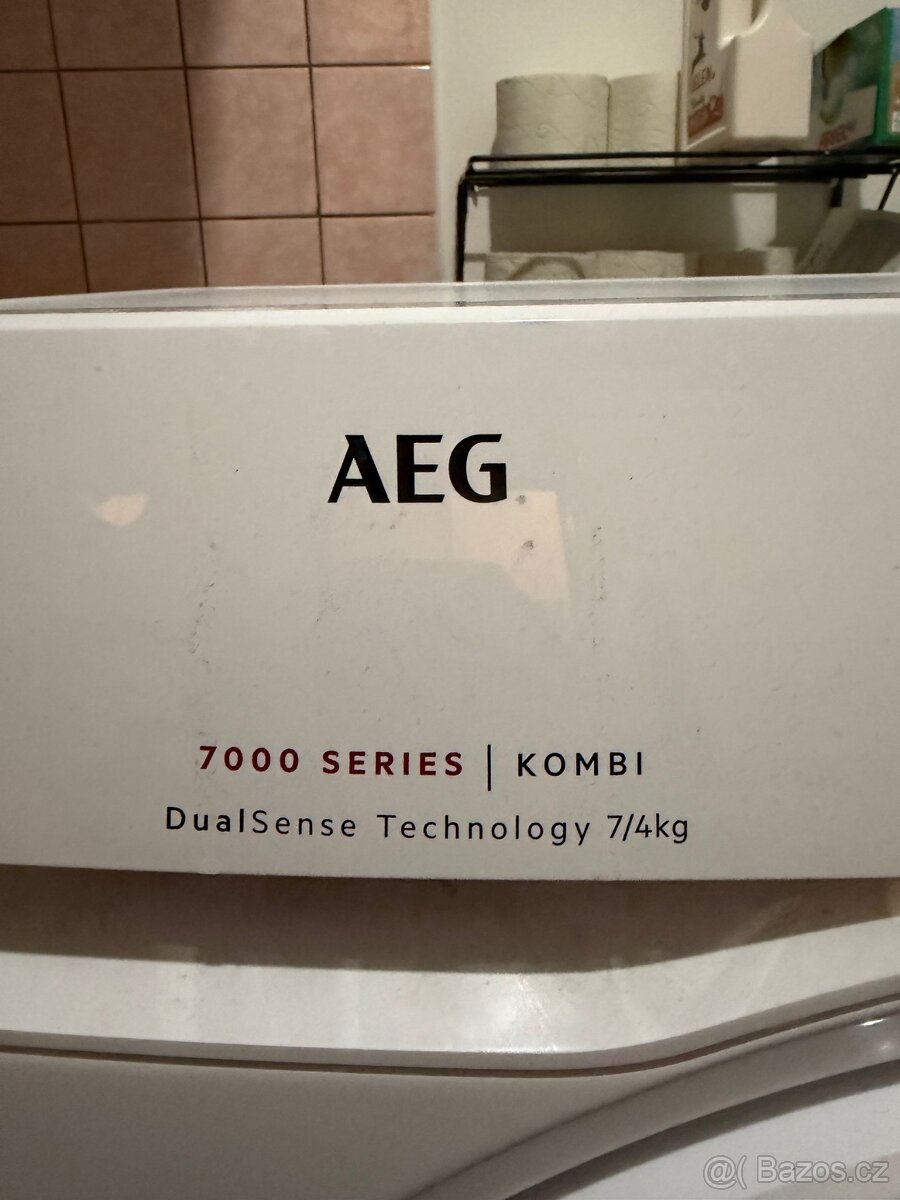 AEG
7000 SERIES | KOMBI
DualSense Technology 7/4kg
@( Bazos.cz